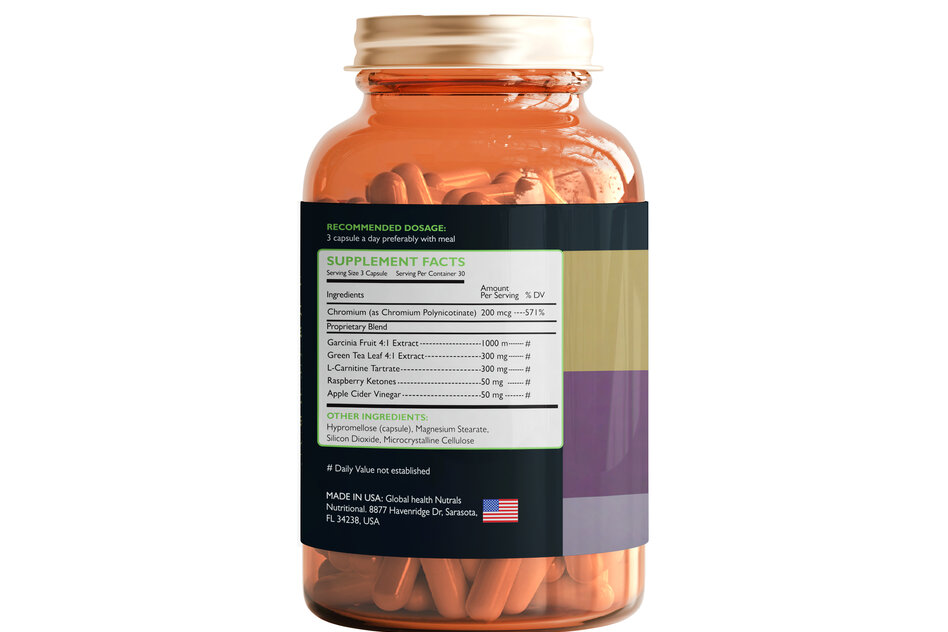 RECOMMENDED DOSAGE:
3 capsule a day preferably with meal
SUPPLEMENT FACTS
Serving Size 3 Capsule Serving Per Container 30
Ingredients Amount Per Serving % DV
Chromium (as Chromium Polynicotinate) 200 mcg ----571%
Proprietary Blend
Garcinia Fruit 4:1 Extract----------------------1000 m------ #
Green Tea Leaf 4:1 Extract---------------------300 mg------ #
L-Carnitine Tartrate----------------------------300 mg------ #
Raspberry Ketones-----------------------------50 mg ------ #
Apple Cider Vinegar---------------------------50 mg ------- #
OTHER INGREDIENTS:
Hypromellose (capsule), Magnesium Stearate,
Silicon Dioxide, Microcrystalline Cellulose
# Daily Value not established
MADE IN USA: Global health Nutrals
Nutritional. 8877 Havenridge Dr, Sarasota,
FL 34238, USA